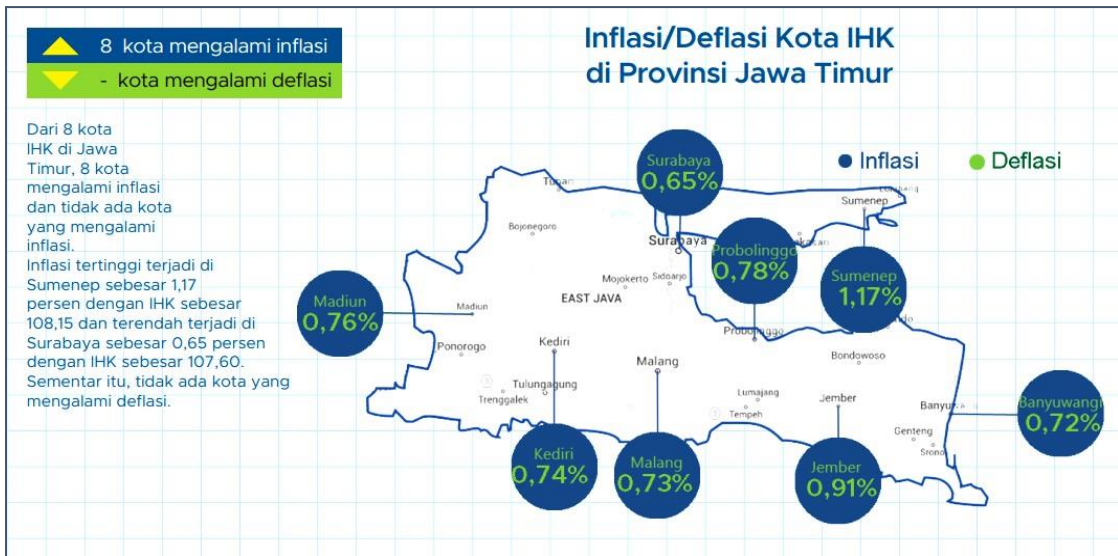 8 kota mengalami inflasi
- kota mengalami deflasi
Inflasi/Deflasi Kota IHK
di Provinsi Jawa Timur
Dari 8 kota
IHK di Jawa
Timur, 8 kota
mengalami inflasi
dan tidak ada kota
yang mengalami
inflasi.
Inflasi tertinggi terjadi di
Sumenep sebesar 1,17
persen dengan IHK sebesar
108,15 dan terendah terjadi di
Surabaya sebesar 0,65 persen
dengan IHK sebesar 107,60.
Sementar itu, tidak ada kota yang
mengalami deflasi.
Inflasi
Deflasi
Surabaya
0,65%
Sumenep
Bojonegoro
Surabaya
Probolinggo
0,78%
Sumenep
1,17%
Mojokerto
Sidoarjo
EAST JAVA
Madiun
0,76%
Madiun
Probolinggo
Ponorogo
Kediri
Malang
Bondowoso
Tulungagung
Trenggalek
Lumajang
Tempeh
Jember
Banyuwangi
0,72%
Genteng
Srono
Kediri
0,74%
Malang
0,73%
Jember
0,91%